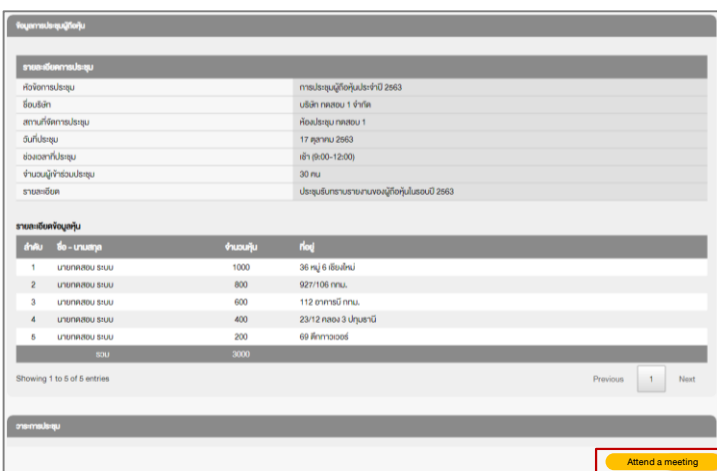 ข้อมูลการประชุมผู้ถือหุ้น
รายละเอียดการประชุม
หัวข้อการประชุม การประชุมผู้ถือหุ้นประจำปี 2563
ชื่อบริษัท บริษัท ทดสอบ 1 จำกัด
สถานที่จัดการประชุม ห้องประชุม ทดสอบ 1
วันที่ประชุม 17 ตุลาคม 2563
ช่วงเวลาที่ประชุม เช้า (9:00-12:00)
จำนวนผู้เข้าร่วมประชุม 30 คน
รายละเอียด ประชุมรับทราบรายงานของผู้ถือหุ้นในรอบปี 2563
รายละเอียดข้อมูลหุ้น
ลำดับ ชื่อ - นามสกุล จำนวนหุ้น ที่อยู่
1 นายทดสอบ ระบบ 1000 36 หมู่ 6 เชียงใหม่
2 นายทดสอบ ระบบ 800 927/106 กทม.
3 นายทดสอบ ระบบ 600 112 อาคารบี กทม.
4 นายทดสอบ ระบบ 400 23/12 คลอง 3 ปทุมธานี
5 นายทดสอบ ระบบ 200 69 ตึกทาวเวอร์
รวม 3000
Showing 1 to 5 of 5 entries Previous 1 Next
วาระการประชุม
Attend a meeting